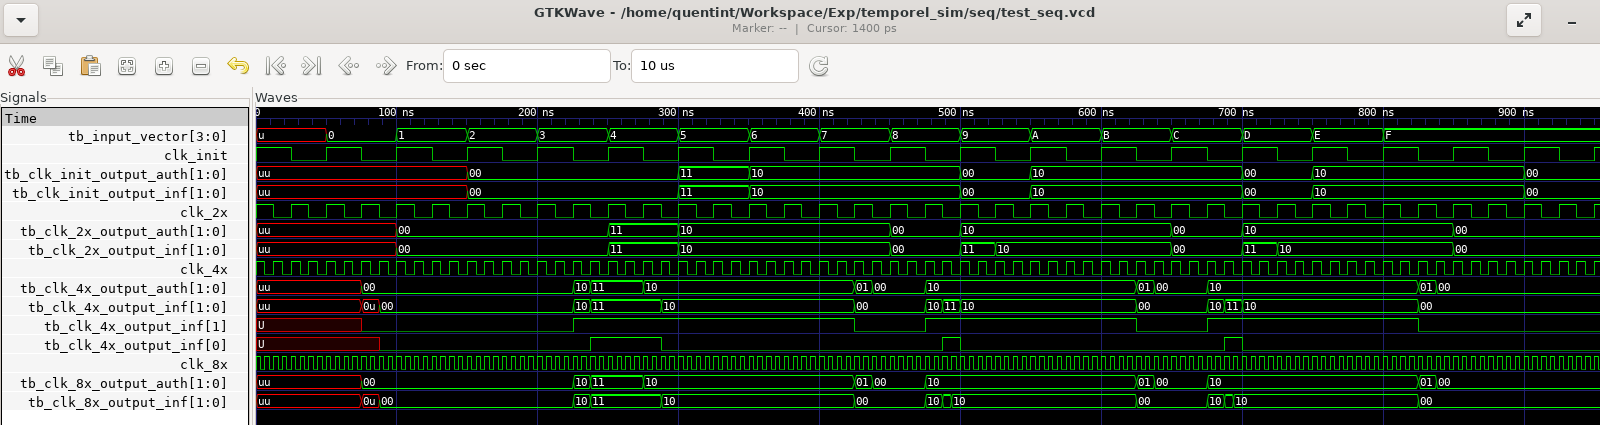 GTKWave - /home/quentint/Workspace/Exp/temporel_sim/seq/test_seq.vcd
Marker: -- | Cursor: 1400 ps
From: 0 sec To: 10 us
Signals Waves
Time 0 100 ns 200 ns 300 ns 400 ns 500 ns 600 ns 700 ns 800 ns 900 ns
tb_input_vector[3:0] u 0 1 2 3 4 5 6 7 8 9 A B C D E F
clk_init
tb_clk_init_output_auth[1:0] uu 00 11 10 00 10 00 10 00
tb_clk_init_output_inf[1:0] uu 00 11 10 00 10 00 10 00
clk_2x
tb_clk_2x_output_auth[1:0] uu 00 11 10 00 10 00 10 00
tb_clk_2x_output_inf[1:0] uu 00 11 10 00 11 10 00 11 10 00
clk_4x
tb_clk_4x_output_auth[1:0] uu 00 10 11 10 01 00 10 01 00 10 01 00
tb_clk_4x_output_inf[1:0] uu 0u 00 10 11 10 00 10 11 10 00 10 11 10 00
tb_clk_4x_output_inf[1] U
tb_clk_4x_output_inf[0] U
clk_8x
tb_clk_8x_output_auth[1:0] uu 00 10 11 10 01 00 10 01 00 10 01 00
tb_clk_8x_output_inf[1:0] uu 0u 00 10 11 10 00 10 10 00 10 10 00